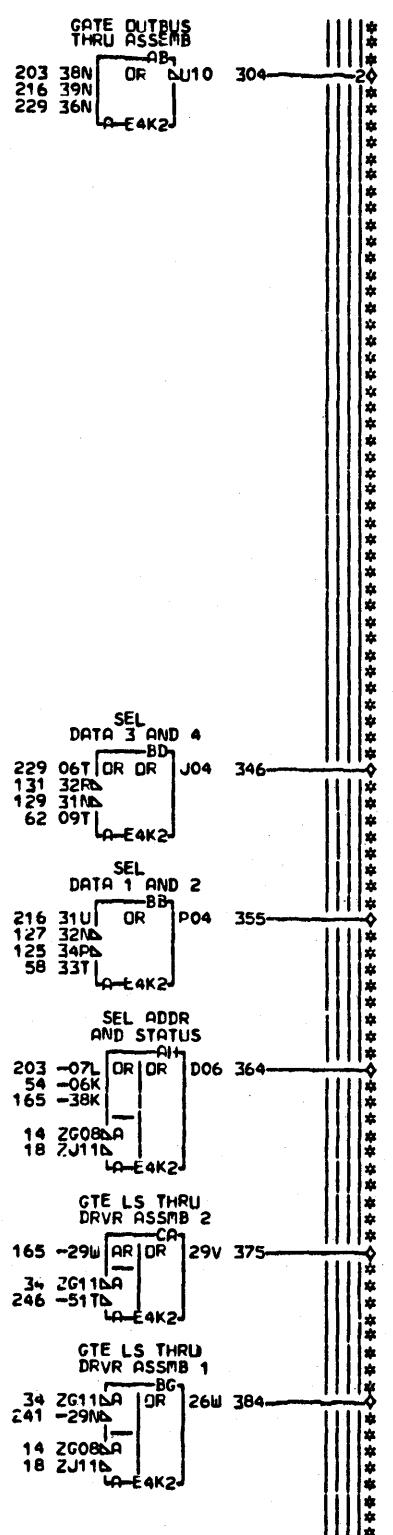 GATE OUTBUS
THRU ASSEMB
AB
203 38N OR U10 304 2
216 39N
229 36N
A E4K2
SEL
DATA 3 AND 4
BD
229 06T OR OR J04 346
131 32R
129 31N
62 09T
A E4K2
SEL
DATA 1 AND 2
BB
216 31U OR P04 355
127 32N
125 34P
58 33T
A E4K2
SEL ADDR
AND STATUS
AH
203 -07L OR OR D06 364
54 -06K
165 -38K
14 ZG08 A
18 ZJ11
A E4K2
GTE LS THRU
DRVR ASSMB 2
CA
165 -29W AR OR 29V 375
34 ZG11 A
246 -51T
A E4K2
GTE LS THRU
DRVR ASSMB 1
BG
34 ZG11 A OR 26W 384
241 -29N
14 ZG08 A
18 ZJ11
A E4K2